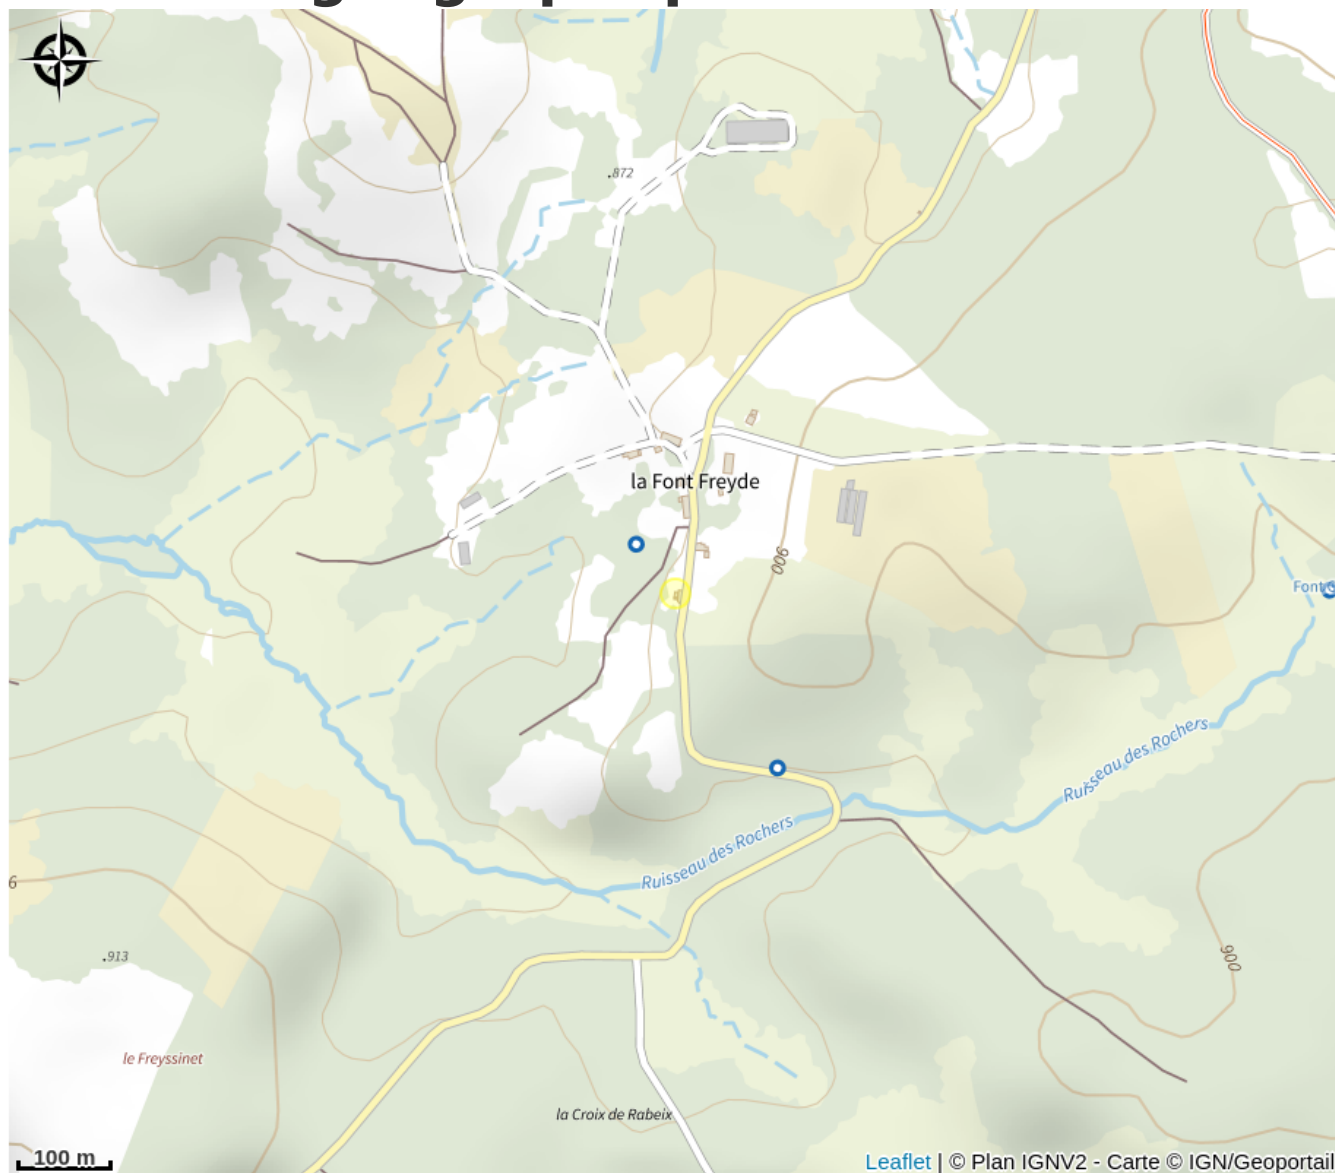 .872
la Font Freyde
900
Font
Ruisseau des Rochers
Ruisseau des Rochers
6
.913
900
le Freyssinet
la Croix de Rabeix
100 m
Leaflet | © Plan IGNV2 - Carte © IGN/Geoportail